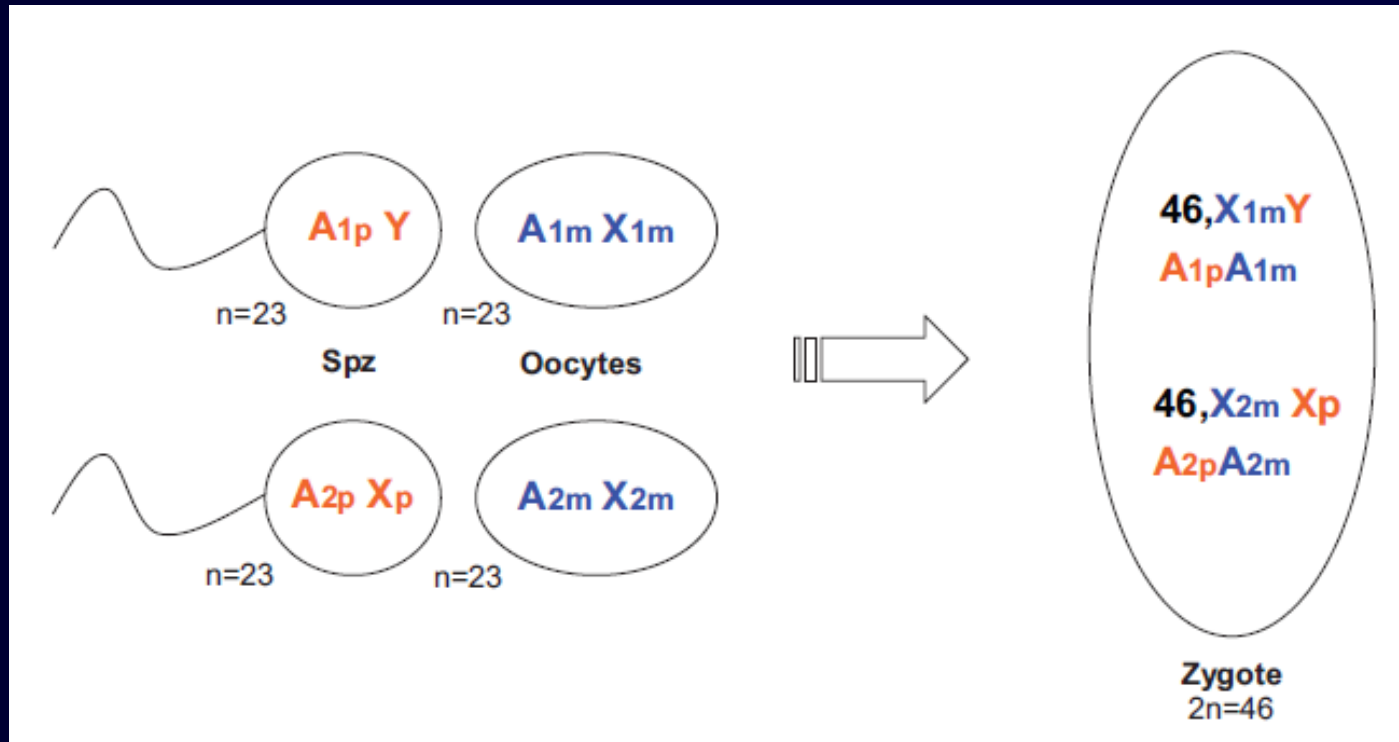 A1p Y
A1m X1m
n=23
n=23
Spz
Oocytes
A2p Xp
A2m X2m
n=23
n=23
46,X1mY
A1pA1m
46,X2m Xp
A2pA2m
Zygote
2n=46